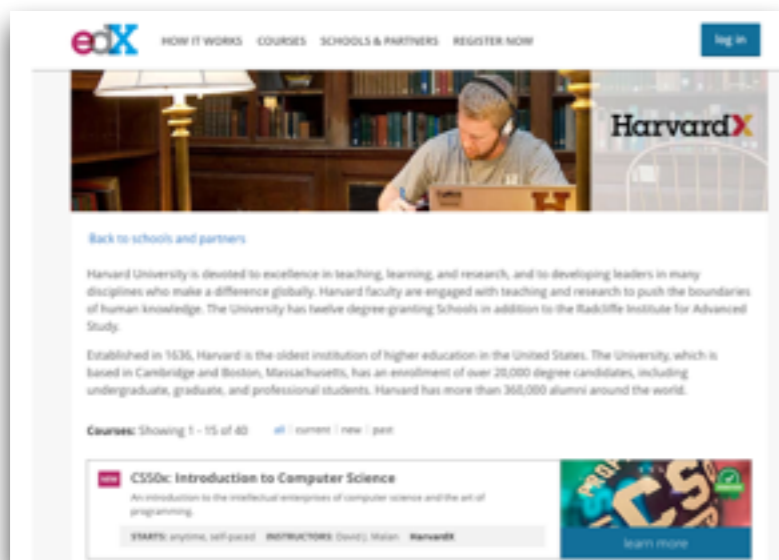 edX HOW IT WORKS COURSES SCHOOLS & PARTNERS REGISTER NOW log in
HarvardX
H
Back to schools and partners
Harvard University is devoted to excellence in teaching, learning, and research, and to developing leaders in many
disciplines who make a difference globally. Harvard faculty are engaged with teaching and research to push the boundaries
of human knowledge. The University has twelve degree-granting Schools in addition to the Radcliffe Institute for Advanced
Study.
Established in 1636, Harvard is the oldest institution of higher education in the United States. The University, which is
based in Cambridge and Boston, Massachusetts, has an enrollment of over 20,000 degree candidates, including
undergraduate, graduate, and professional students. Harvard has more than 360,000 alumni around the world.
Courses: Showing 1 - 15 of 40 all | current | new | past
NEW CS50x: Introduction to Computer Science
An introduction to the intellectual enterprises of computer science and the art of
programming.
STARTS: anytime, self-paced INSTRUCTORS: David J. Malan HarvardX
CS
learn more